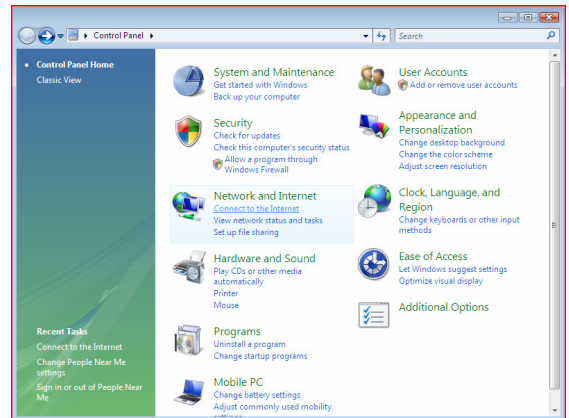 Control Panel
Search
Control Panel Home
Classic View
System and Maintenance
Get started with Windows
Back up your computer
Security
Check for updates
Check this computer's security status
Allow a program through
Windows Firewall
Network and Internet
Connect to the Internet
View network status and tasks
Set up file sharing
Hardware and Sound
Play CDs or other media
automatically
Printer
Mouse
Programs
Uninstall a program
Change startup programs
Mobile PC
Change battery settings
Adjust commonly used mobility
settings
User Accounts
Add or remove user accounts
Appearance and
Personalization
Change desktop background
Change the color scheme
Adjust screen resolution
Clock, Language, and
Region
Change keyboards or other input
methods
Ease of Access
Let Windows suggest settings
Optimize visual display
Additional Options
Recent Tasks
Connect to the Internet
Change People Near Me
settings
Sign in or out of People Near
Me